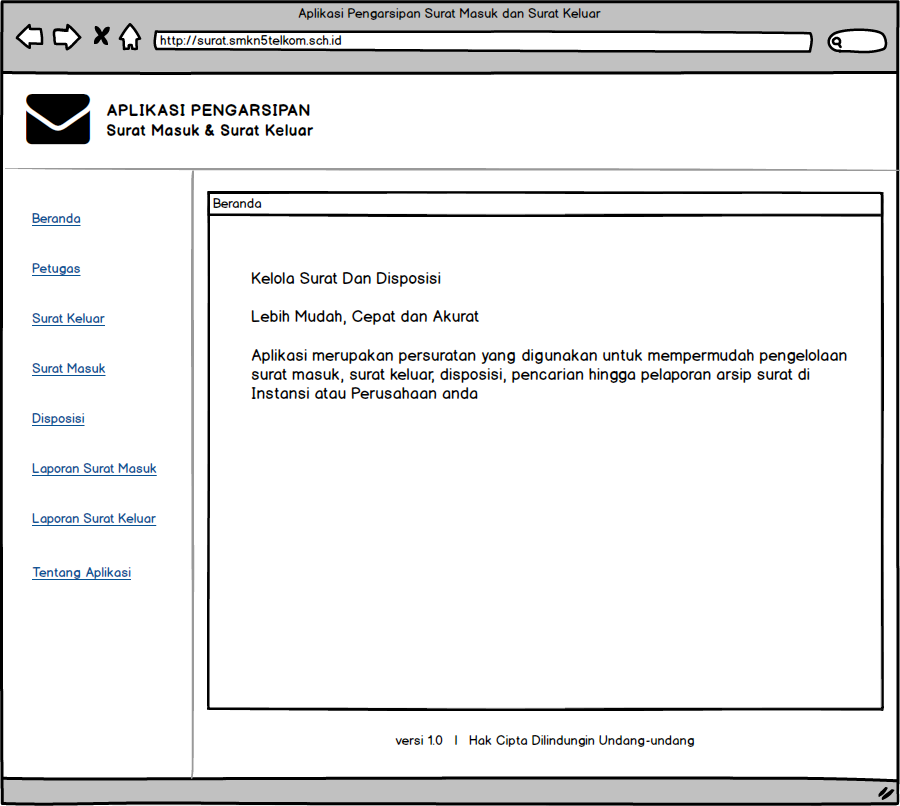 Aplikasi Pengarsipan Surat Masuk dan Surat Keluar
http://surat.smkn5telkom.sch.id
APLIKASI PENGARSIPAN
Surat Masuk & Surat Keluar
Beranda
Petugas
Surat Keluar
Surat Masuk
Disposisi
Laporan Surat Masuk
Laporan Surat Keluar
Tentang Aplikasi
Beranda
Kelola Surat Dan Disposisi
Lebih Mudah, Cepat dan Akurat
Aplikasi merupakan persuratan yang digunakan untuk mempermudah pengelolaan
surat masuk, surat keluar, disposisi, pencarian hingga pelaporan arsip surat di
Instansi atau Perusahaan anda
versi 1.0 | Hak Cipta Dilindungin Undang-undang